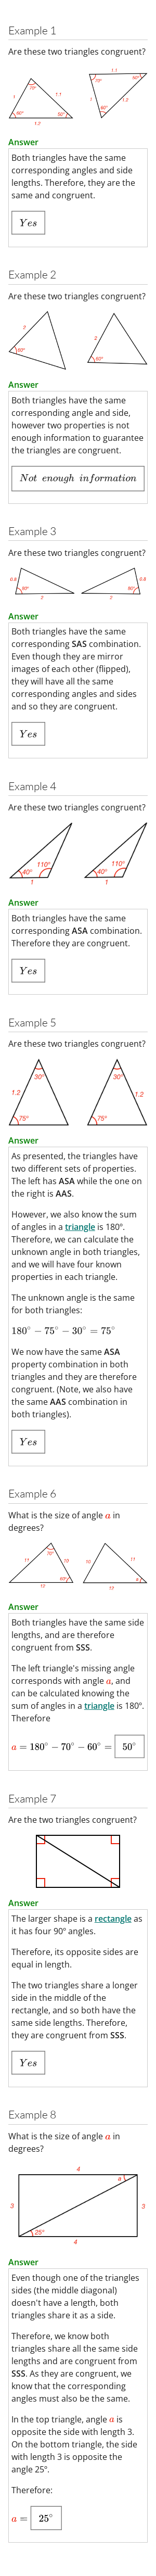 Example 1
Are these two triangles congruent?
70°
1
1.1
60°
50°
1.2
1.1
70°
50°
1
1.2
60°
Answer
Both triangles have the same
corresponding angles and side
lengths. Therefore, they are the
same and congruent.
Yes
Example 2
Are these two triangles congruent?
2
60°
2
60°
Answer
Both triangles have the same
corresponding angle and side,
however two properties is not
enough information to guarantee
the triangles are congruent.
Not enough information
Example 3
Are these two triangles congruent?
0.8
90°
2
0.8
90°
2
Answer
Both triangles have the same
corresponding SAS combination.
Even though they are mirror
images of each other (flipped),
they will have all the same
corresponding angles and sides
and so they are congruent.
Yes
Example 4
Are these two triangles congruent?
110°
40°
1
110°
40°
1
Answer
Both triangles have the same
corresponding ASA combination.
Therefore they are congruent.
Yes
Example 5
Are these two triangles congruent?
30°
1.2
75°
30°
1.2
75°
Answer
As presented, the triangles have
two different sets of properties.
The left has ASA while the one on
the right is AAS.
However, we also know the sum
of angles in a triangle is 180º.
Therefore, we can calculate the
unknown angle in both triangles,
and we will have four known
properties in each triangle.
The unknown angle is the same
for both triangles:
180° − 75° − 30° = 75°
We now have the same ASA
property combination in both
triangles and they are therefore
congruent. (Note, we also have
the same AAS combination in
both triangles).
Yes
Example 6
What is the size of angle a in
degrees?
70°
11
10
60°
12
10
11
a
Answer
Both triangles have the same side
lengths, and are therefore
congruent from SSS.
The left triangle's missing angle
corresponds with angle a, and
can be calculated knowing the
sum of angles in a triangle is 180º.
Therefore
a = 180° − 70° − 60° = 50°
Example 7
Are the two triangles congruent?
Answer
The larger shape is a rectangle as
it has four 90º angles.
Therefore, its opposite sides are
equal in length.
The two triangles share a longer
side in the middle of the
rectangle, and so both have the
same side lengths. Therefore,
they are congruent from SSS.
Yes
Example 8
What is the size of angle a in
degrees?
4
a
3
3
25°
4
Answer
Even though one of the triangles
sides (the middle diagonal)
doesn't have a length, both
triangles share it as a side.
Therefore, we know both
triangles share all the same side
lengths and are congruent from
SSS. As they are congruent, we
know that the corresponding
angles must also be the same.
In the top triangle, angle a is
opposite the side with length 3.
On the bottom triangle, the side
with length 3 is opposite the
angle 25º.
Therefore:
a = 25°